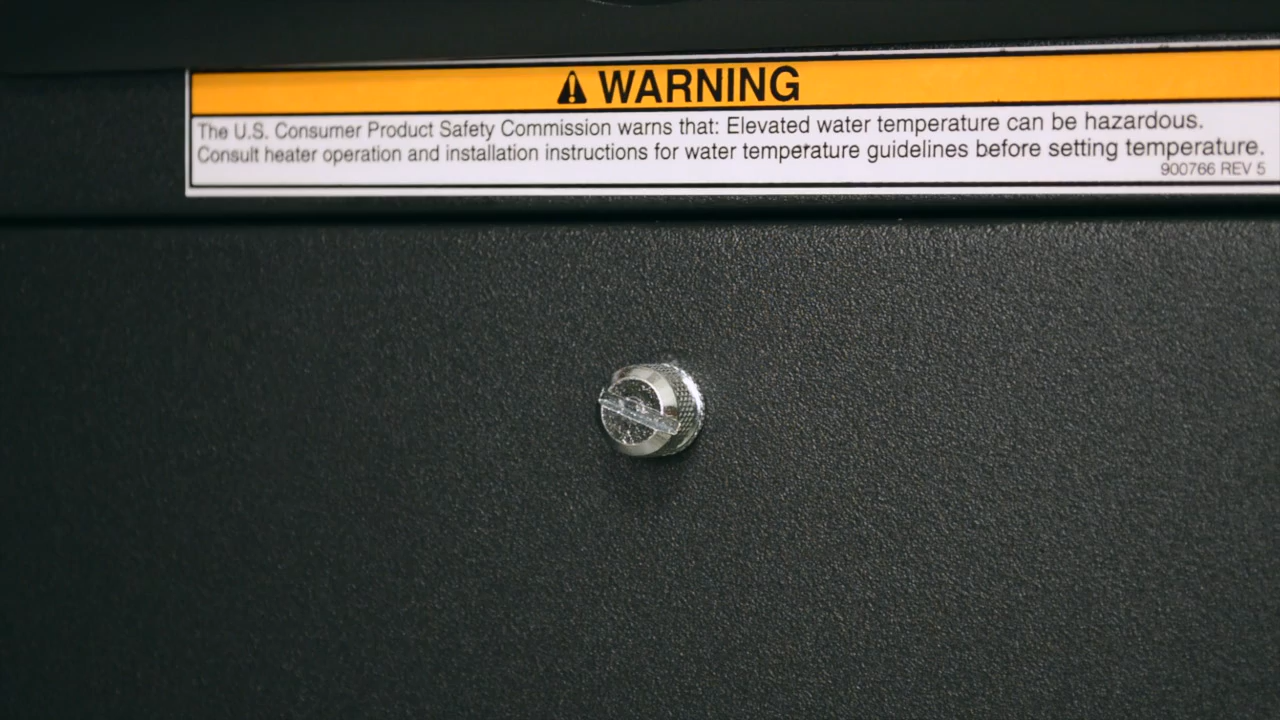 WARNING
The U.S. Consumer Product Safety Commission warns that: Elevated water temperature can be hazardous.
Consult heater operation and installation instructions for water temperature guidelines before setting temperature.
900766 REV 5